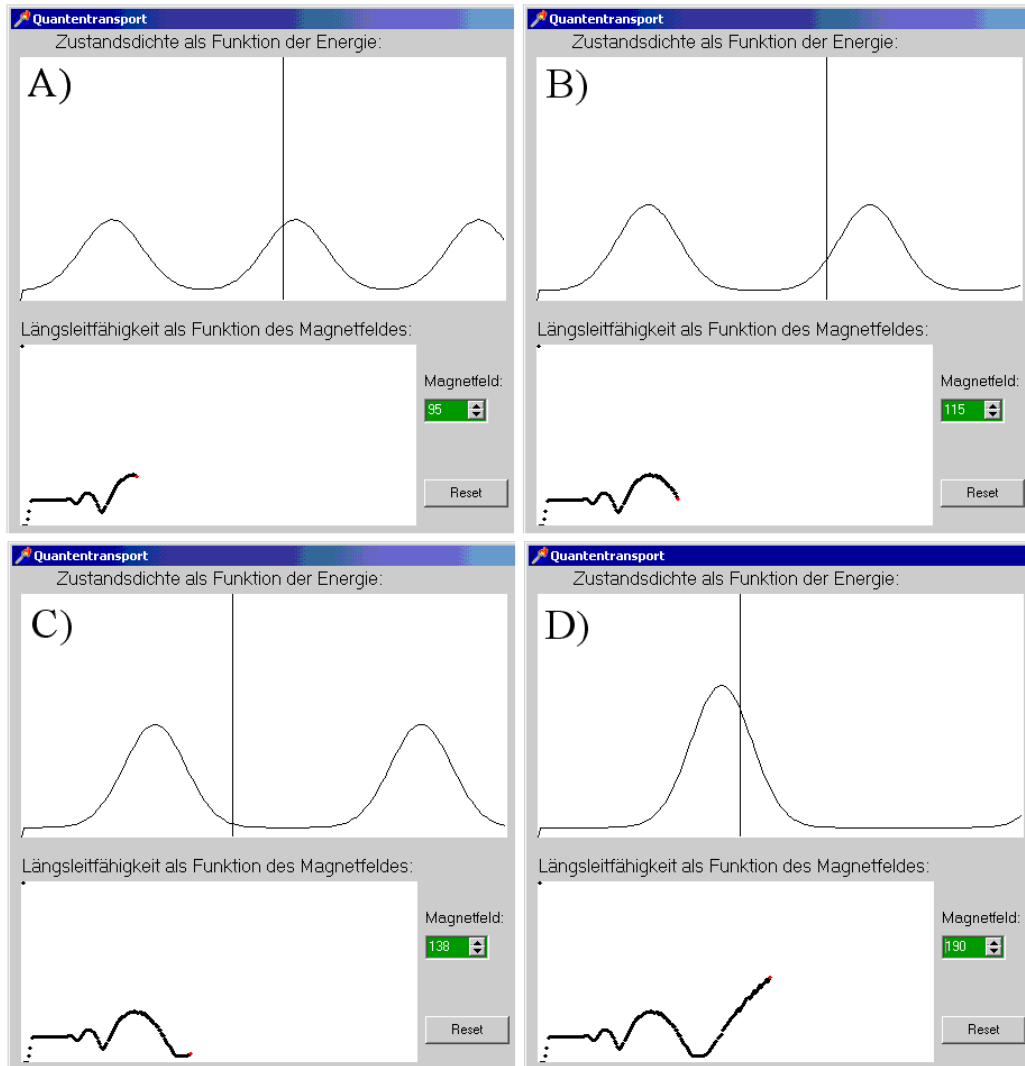 Quantentransport
Zustandsdichte als Funktion der Energie:
A)
Längsleitfähigkeit als Funktion des Magnetfeldes:
Magnetfeld:
95
Reset
Quantentransport
Zustandsdichte als Funktion der Energie:
B)
Längsleitfähigkeit als Funktion des Magnetfeldes:
Magnetfeld:
115
Reset
Quantentransport
Zustandsdichte als Funktion der Energie:
C)
Längsleitfähigkeit als Funktion des Magnetfeldes:
Magnetfeld:
138
Reset
Quantentransport
Zustandsdichte als Funktion der Energie:
D)
Längsleitfähigkeit als Funktion des Magnetfeldes:
Magnetfeld:
190
Reset